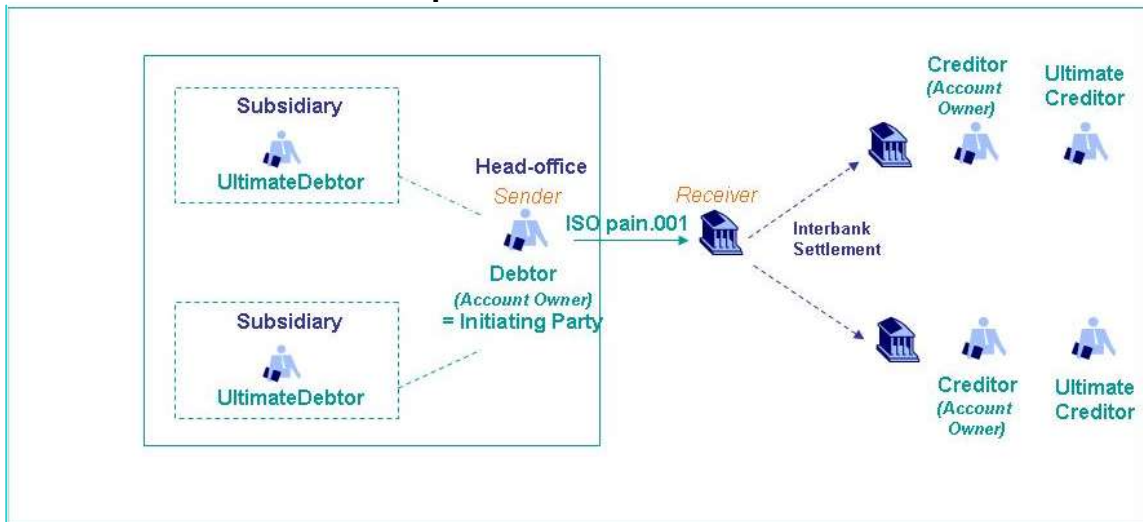 Subsidiary
UltimateDebtor
Subsidiary
UltimateDebtor
Head-office
Sender
Debtor
(Account Owner)
= Initiating Party
ISO pain.001
Receiver
Interbank
Settlement
Creditor
(Account
Owner)
Ultimate
Creditor
Creditor
(Account
Owner)
Ultimate
Creditor